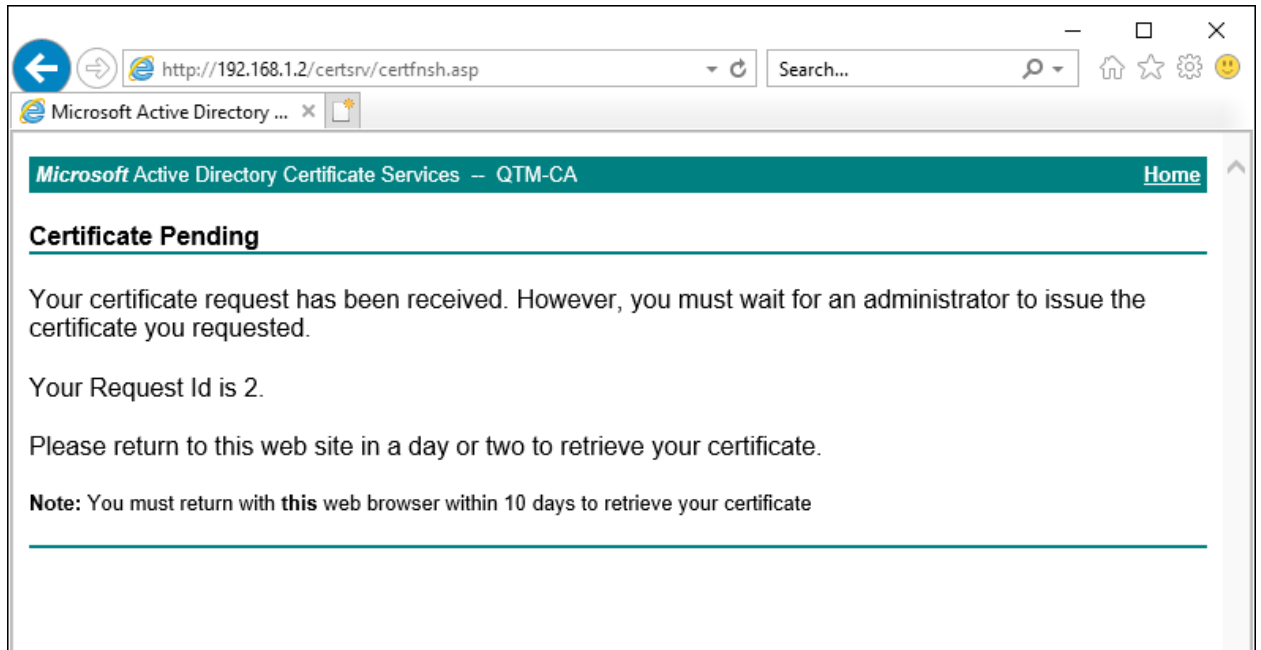 http://192.168.1.2/certsrv/certfnsh.asp
Search...
Microsoft Active Directory ...
Microsoft Active Directory Certificate Services -- QTM-CA
Home
Certificate Pending
Your certificate request has been received. However, you must wait for an administrator to issue the
certificate you requested.
Your Request Id is 2.
Please return to this web site in a day or two to retrieve your certificate.
Note: You must return with this web browser within 10 days to retrieve your certificate